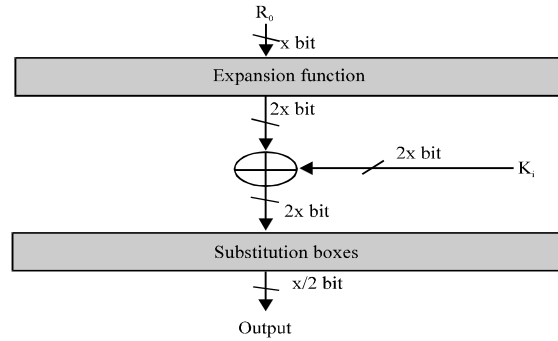 R₀
x bit
Expansion function
2x bit
2x bit
Kᵢ
2x bit
Substitution boxes
x/2 bit
Output